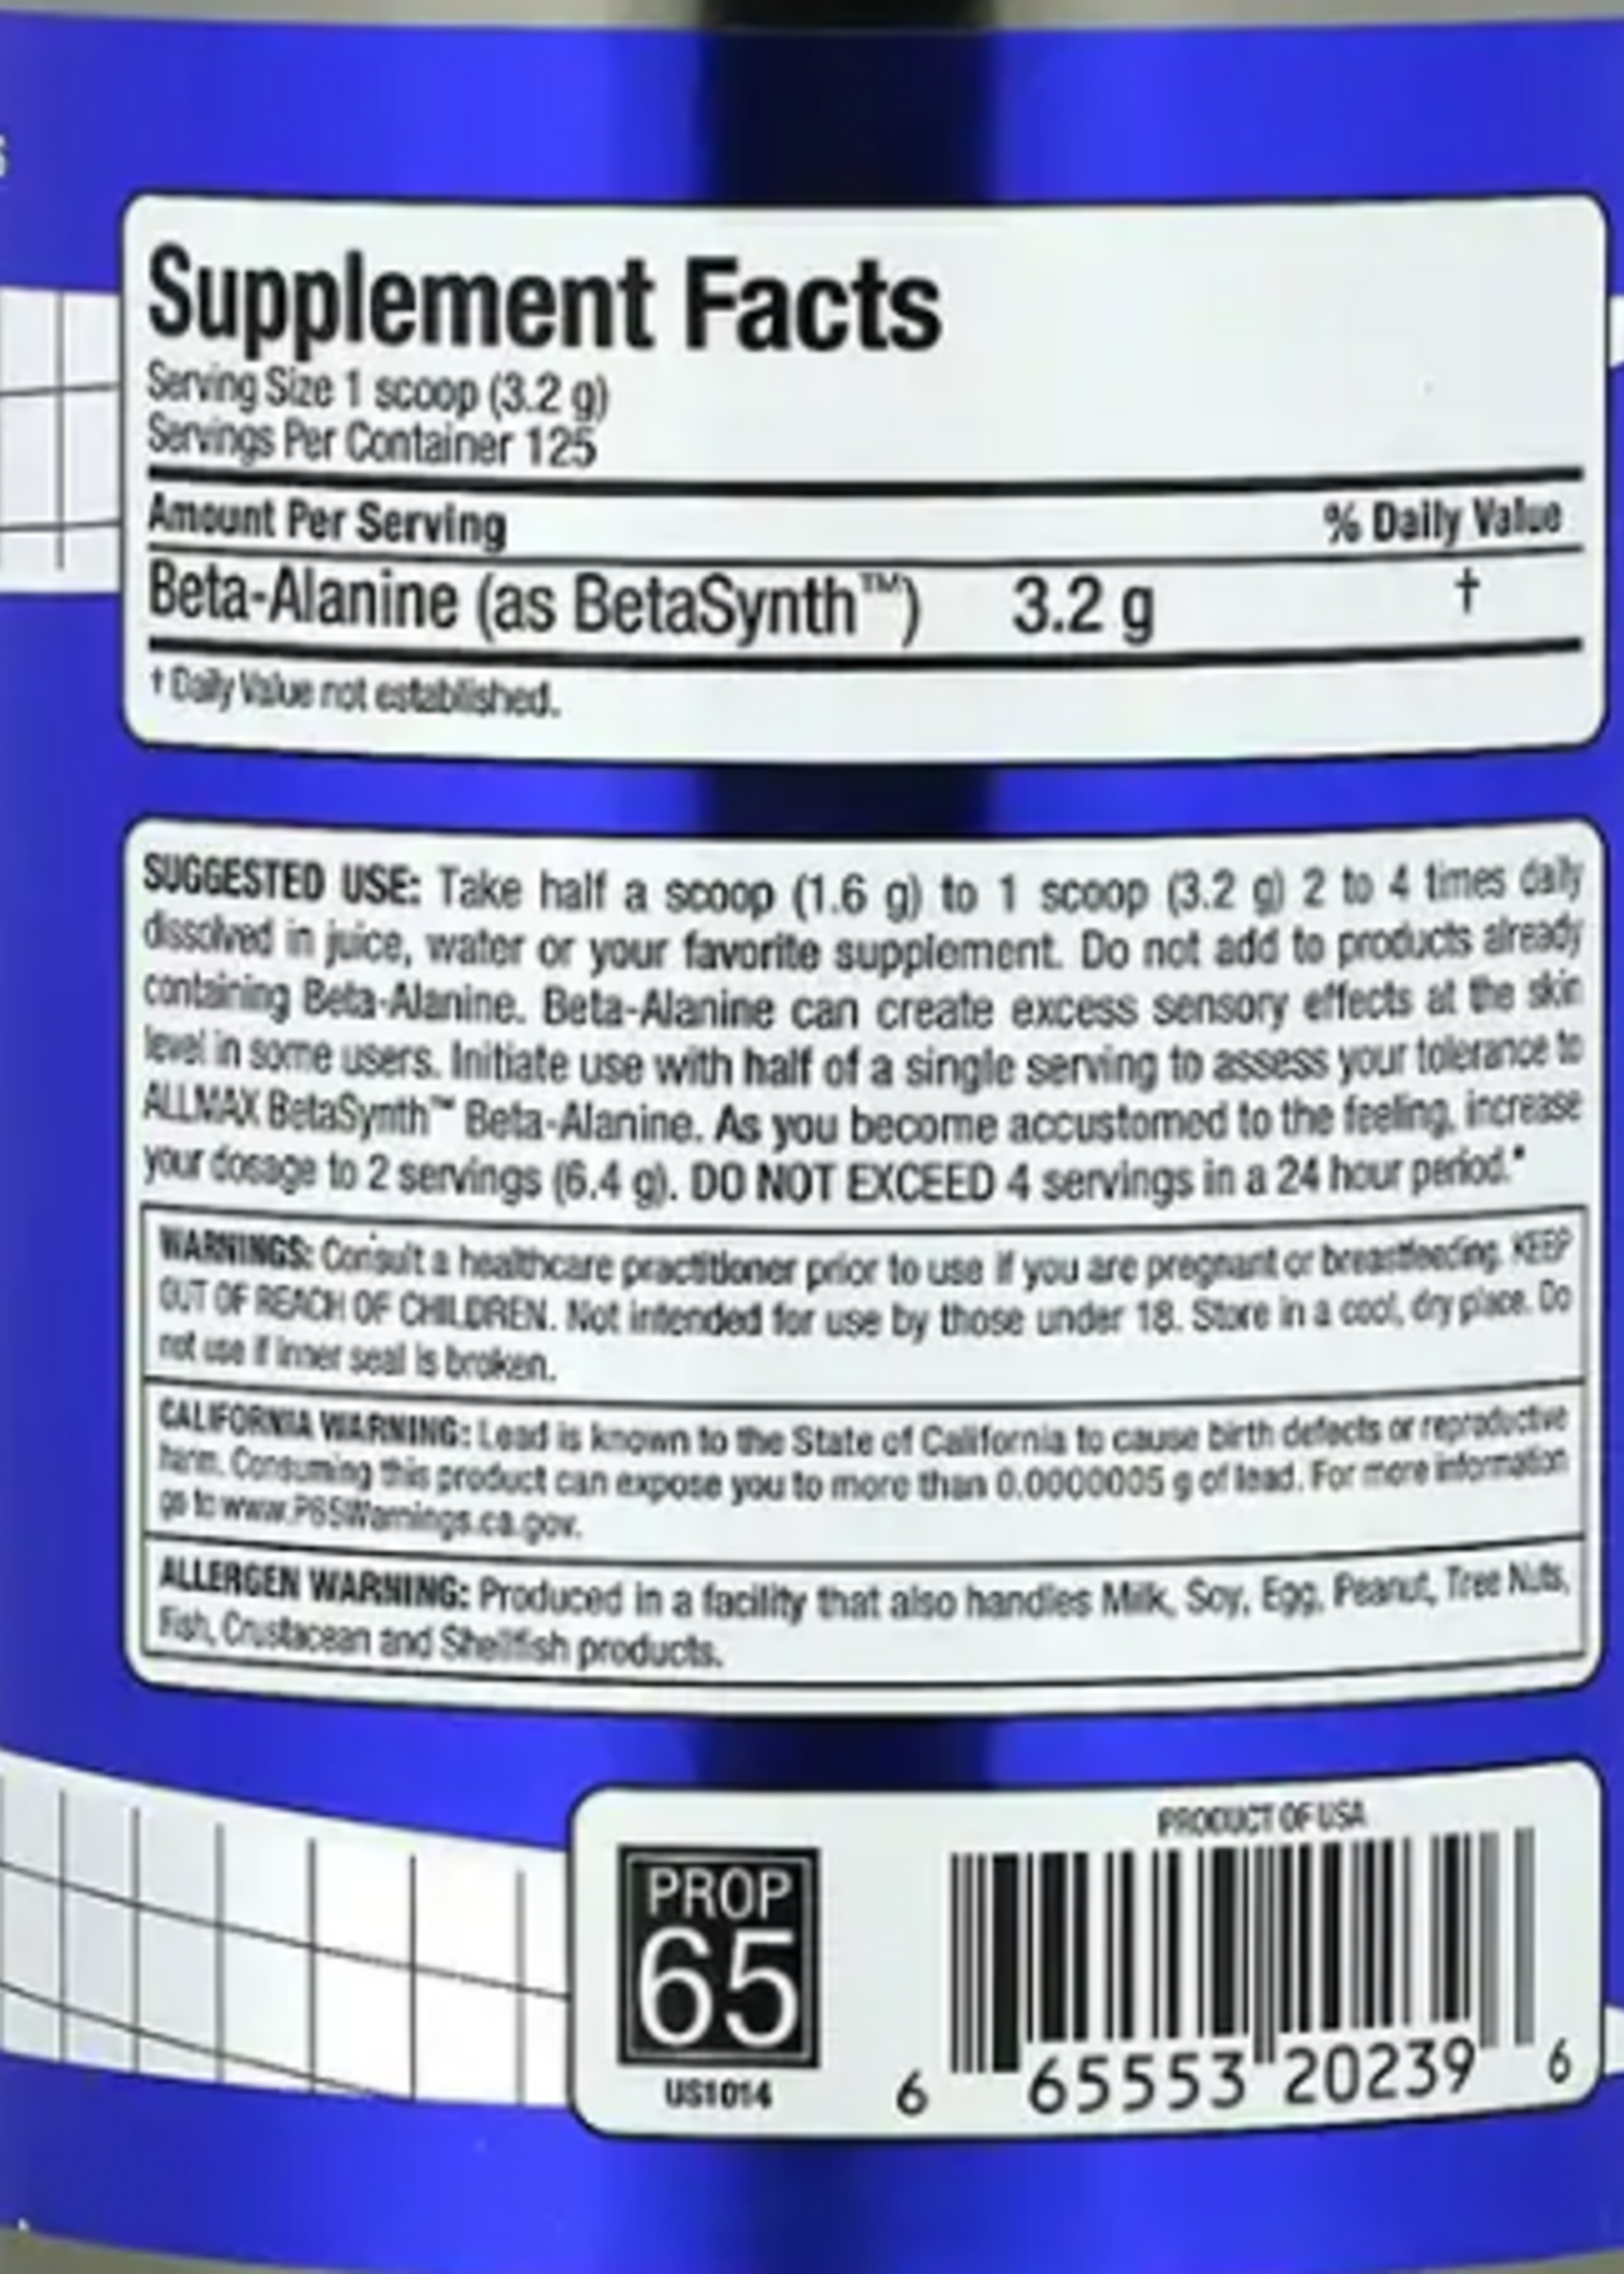 Supplement Facts
Serving Size 1 scoop (3.2 g)
Servings Per Container 125
Amount Per Serving % Daily Value
Beta-Alanine (as BetaSynth™) 3.2 g †
† Daily Value not established.
SUGGESTED USE: Take half a scoop (1.6 g) to 1 scoop (3.2 g) 2 to 4 times daily
dissolved in juice, water or your favorite supplement. Do not add to products already
containing Beta-Alanine. Beta-Alanine can create excess sensory effects at the skin
level in some users. Initiate use with half of a single serving to assess your tolerance to
ALLMAX BetaSynth™ Beta-Alanine. As you become accustomed to the feeling, increase
your dosage to 2 servings (6.4 g). DO NOT EXCEED 4 servings in a 24 hour period.*
WARNINGS: Consult a healthcare practitioner prior to use if you are pregnant or breastfeeding. KEEP
OUT OF REACH OF CHILDREN. Not intended for use by those under 18. Store in a cool, dry place. Do
not use if inner seal is broken.
CALIFORNIA WARNING: Lead is known to the State of California to cause birth defects or reproductive
harm. Consuming this product can expose you to more than 0.0000005 g of lead. For more information
go to www.P65Warnings.ca.gov.
ALLERGEN WARNING: Produced in a facility that also handles Milk, Soy, Egg, Peanut, Tree Nuts,
Fish, Crustacean and Shellfish products.
PRODUCT OF USA
PROP
65
US1014
6 65553 20239 6